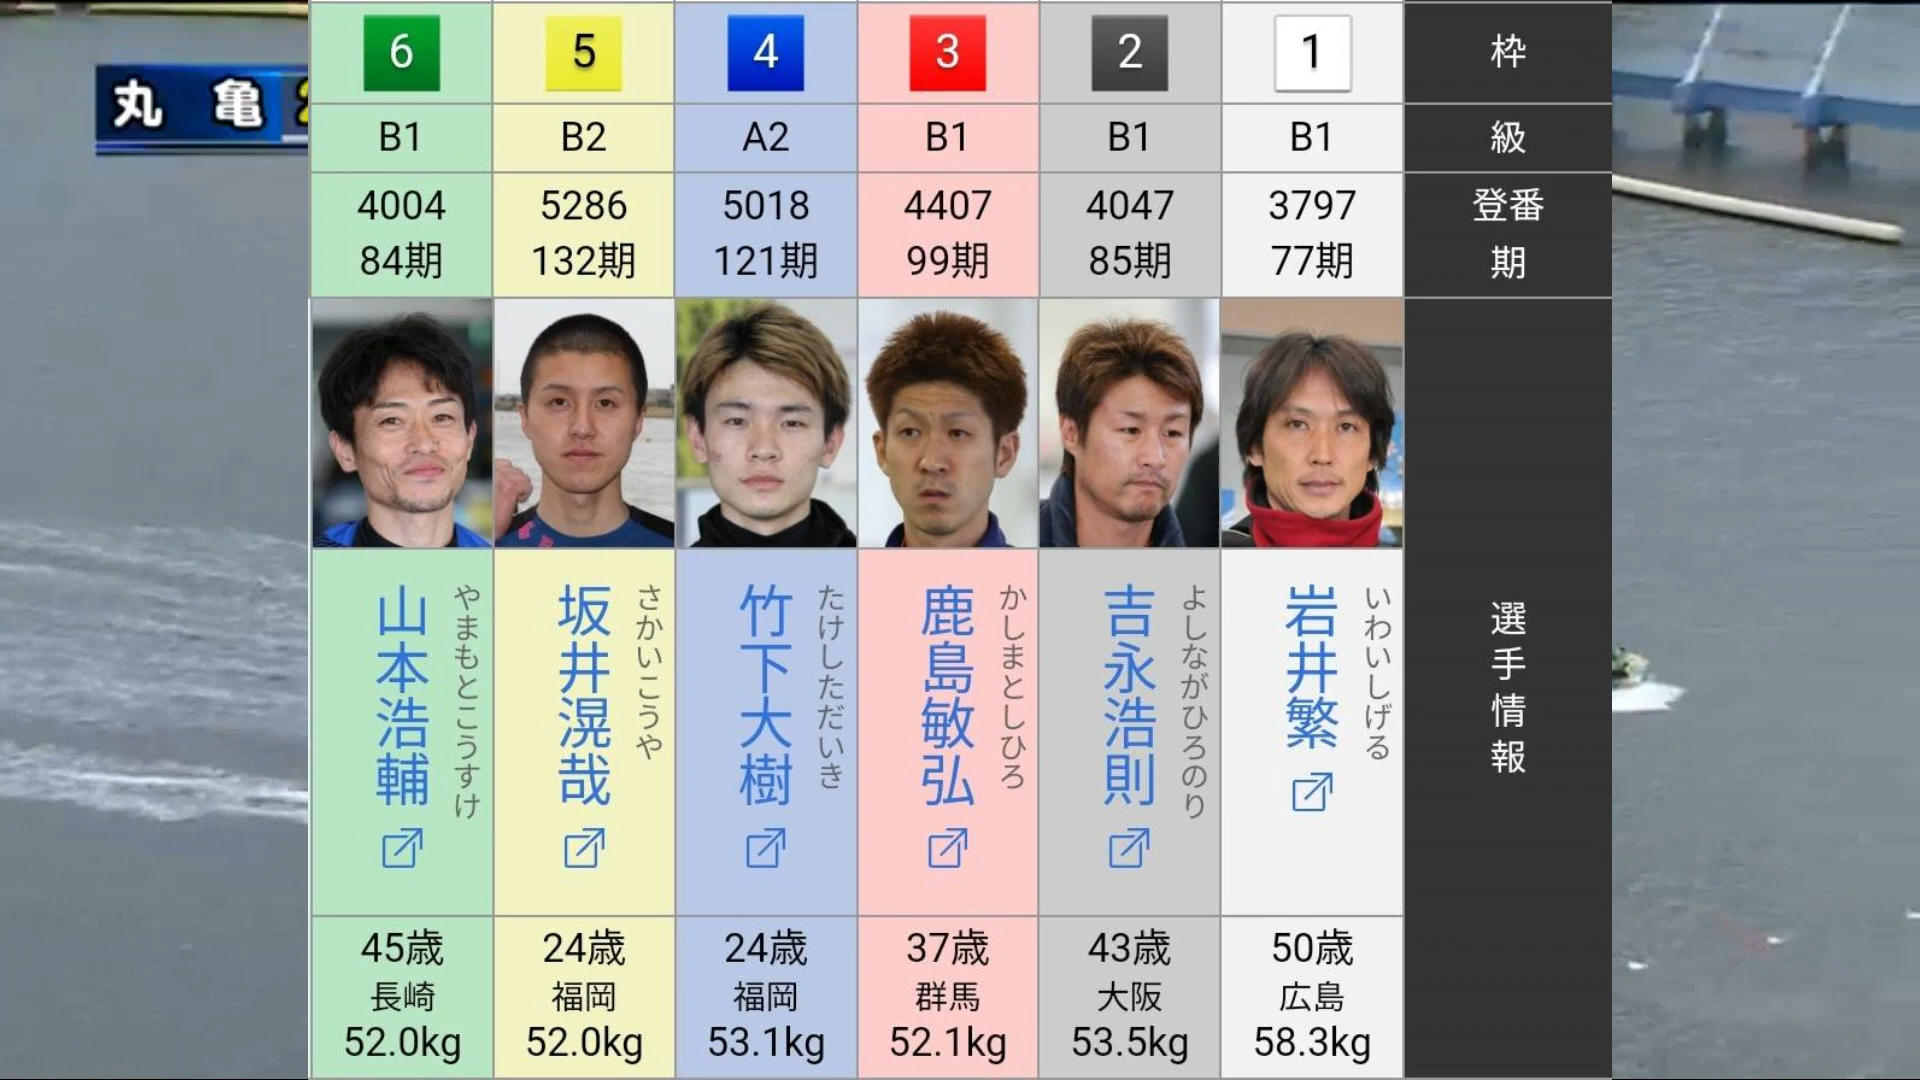 丸亀
6 5 4 3 2 1 枠
B1 B2 A2 B1 B1 B1 級
4004 5286 5018 4407 4047 3797 登番
84期 132期 121期 99期 85期 77期 期
選手情報
いわいしげる
岩井繁
よしながひろのり
吉永浩則
かしまとしひろ
鹿島敏弘
たけしただいき
竹下大樹
さかいこうや
坂井滉哉
やまもとこうすけ
山本浩輔
45歳 24歳 24歳 37歳 43歳 50歳
長崎 福岡 福岡 群馬 大阪 広島
52.0kg 52.0kg 53.1kg 52.1kg 53.5kg 58.3kg